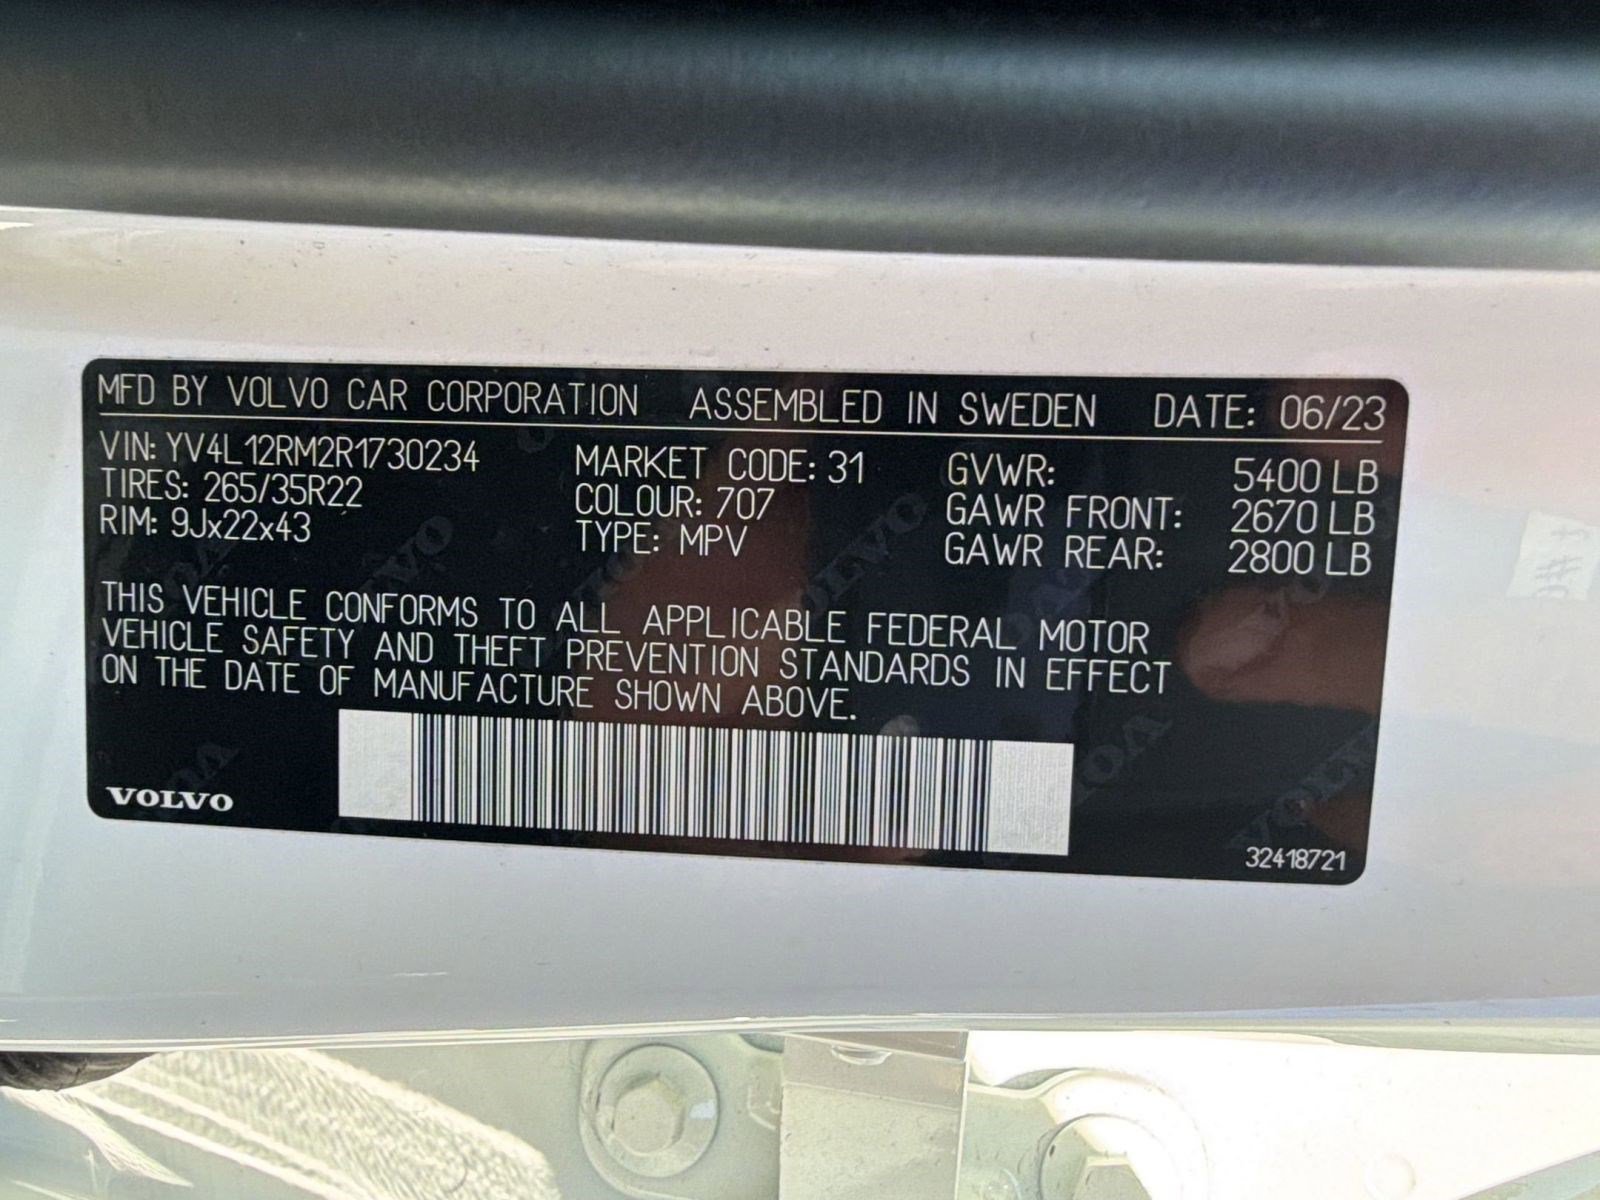 MFD BY VOLVO CAR CORPORATION ASSEMBLED IN SWEDEN DATE: 06/23
VIN: YV4L12RM2R1730234 MARKET CODE: 31 GVWR: 5400 LB
TIRES: 265/35R22 COLOUR: 707 GAWR FRONT: 2670 LB
RIM: 9Jx22x43 TYPE: MPV GAWR REAR: 2800 LB
THIS VEHICLE CONFORMS TO ALL APPLICABLE FEDERAL MOTOR
VEHICLE SAFETY AND THEFT PREVENTION STANDARDS IN EFFECT
ON THE DATE OF MANUFACTURE SHOWN ABOVE.
VOLVO
32418721